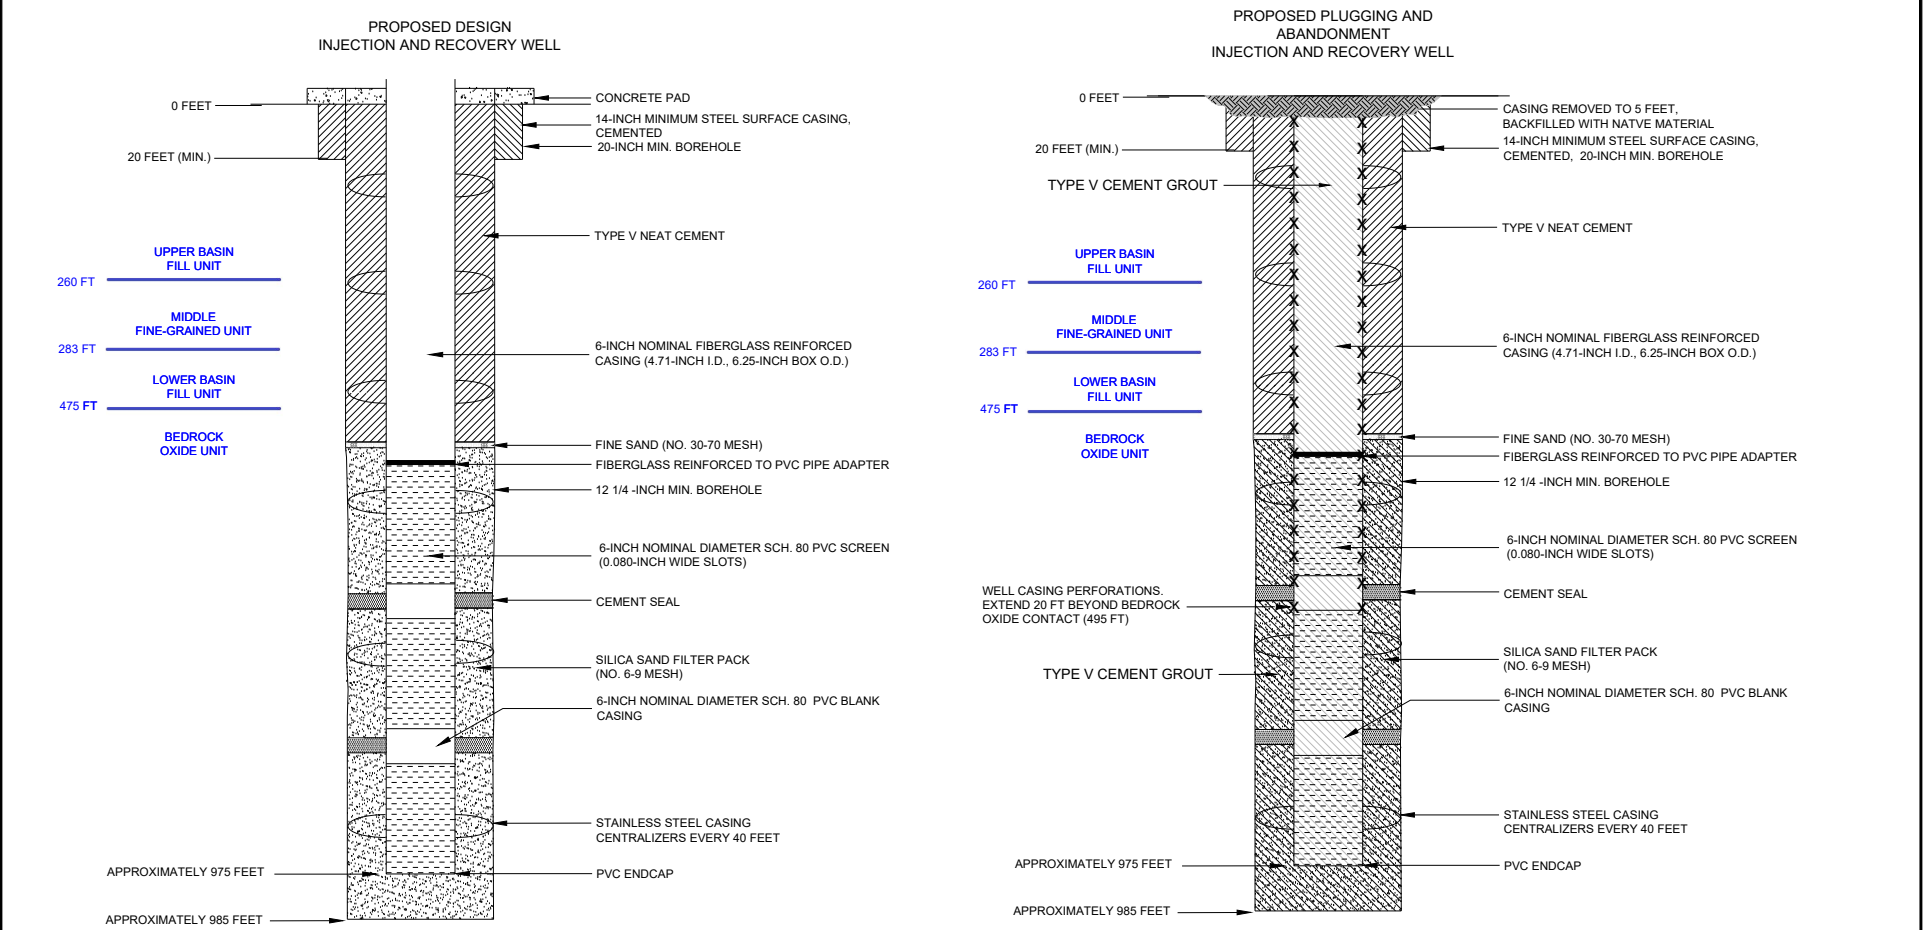 PROPOSED DESIGN
INJECTION AND RECOVERY WELL
0 FEET
CONCRETE PAD
14-INCH MINIMUM STEEL SURFACE CASING,
CEMENTED
20-INCH MIN. BOREHOLE
20 FEET (MIN.)
TYPE V NEAT CEMENT
UPPER BASIN
FILL UNIT
260 FT
MIDDLE
FINE-GRAINED UNIT
283 FT
6-INCH NOMINAL FIBERGLASS REINFORCED
CASING (4.71-INCH I.D., 6.25-INCH BOX O.D.)
LOWER BASIN
FILL UNIT
475 FT
BEDROCK
OXIDE UNIT
FINE SAND (NO. 30-70 MESH)
FIBERGLASS REINFORCED TO PVC PIPE ADAPTER
12 1/4 -INCH MIN. BOREHOLE
6-INCH NOMINAL DIAMETER SCH. 80 PVC SCREEN
(0.080-INCH WIDE SLOTS)
CEMENT SEAL
SILICA SAND FILTER PACK
(NO. 6-9 MESH)
6-INCH NOMINAL DIAMETER SCH. 80 PVC BLANK
CASING
STAINLESS STEEL CASING
CENTRALIZERS EVERY 40 FEET
APPROXIMATELY 975 FEET
PVC ENDCAP
APPROXIMATELY 985 FEET
PROPOSED PLUGGING AND
ABANDONMENT
INJECTION AND RECOVERY WELL
0 FEET
CASING REMOVED TO 5 FEET,
BACKFILLED WITH NATVE MATERIAL
14-INCH MINIMUM STEEL SURFACE CASING,
CEMENTED, 20-INCH MIN. BOREHOLE
20 FEET (MIN.)
TYPE V CEMENT GROUT
TYPE V NEAT CEMENT
UPPER BASIN
FILL UNIT
260 FT
MIDDLE
FINE-GRAINED UNIT
283 FT
6-INCH NOMINAL FIBERGLASS REINFORCED
CASING (4.71-INCH I.D., 6.25-INCH BOX O.D.)
LOWER BASIN
FILL UNIT
475 FT
BEDROCK
OXIDE UNIT
FINE SAND (NO. 30-70 MESH)
FIBERGLASS REINFORCED TO PVC PIPE ADAPTER
12 1/4 -INCH MIN. BOREHOLE
6-INCH NOMINAL DIAMETER SCH. 80 PVC SCREEN
(0.080-INCH WIDE SLOTS)
WELL CASING PERFORATIONS.
EXTEND 20 FT BEYOND BEDROCK
OXIDE CONTACT (495 FT)
CEMENT SEAL
SILICA SAND FILTER PACK
(NO. 6-9 MESH)
TYPE V CEMENT GROUT
6-INCH NOMINAL DIAMETER SCH. 80 PVC BLANK
CASING
STAINLESS STEEL CASING
CENTRALIZERS EVERY 40 FEET
APPROXIMATELY 975 FEET
PVC ENDCAP
APPROXIMATELY 985 FEET